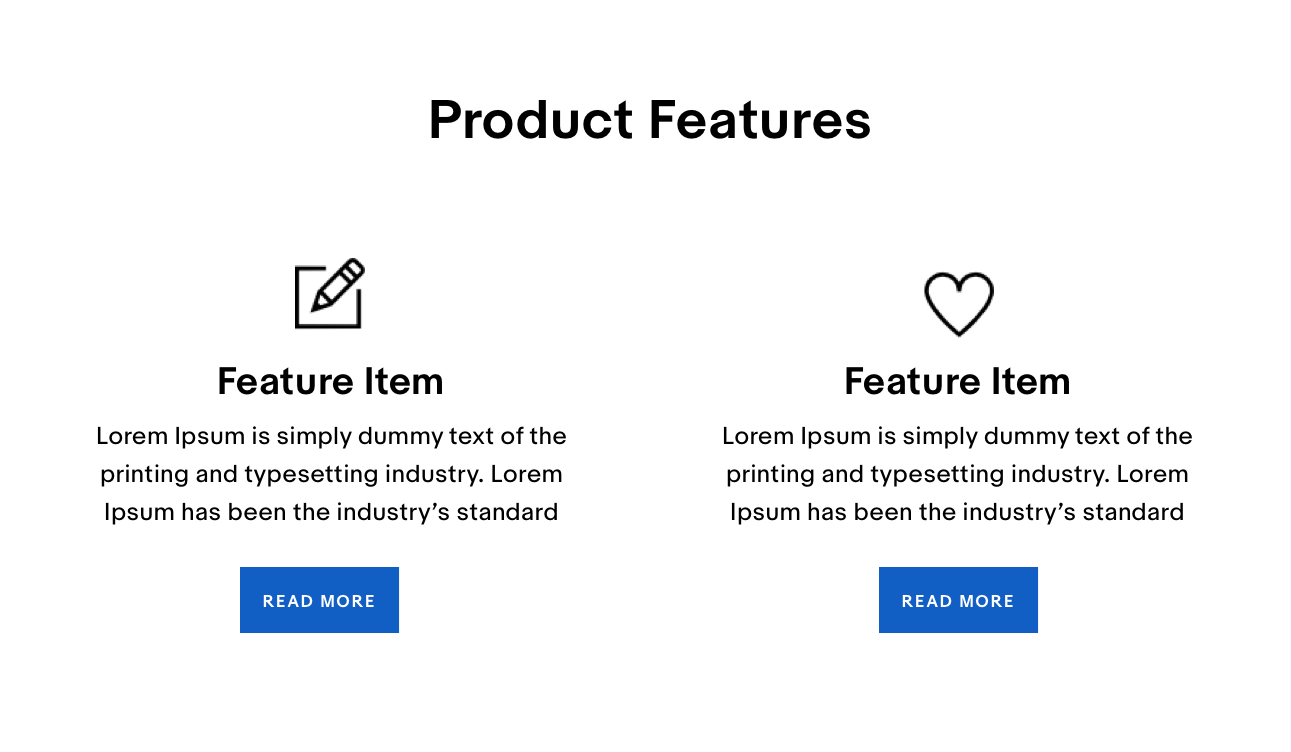 Product Features
Feature Item
Lorem Ipsum is simply dummy text of the
printing and typesetting industry. Lorem
Ipsum has been the industry’s standard
READ MORE
Feature Item
Lorem Ipsum is simply dummy text of the
printing and typesetting industry. Lorem
Ipsum has been the industry’s standard
READ MORE